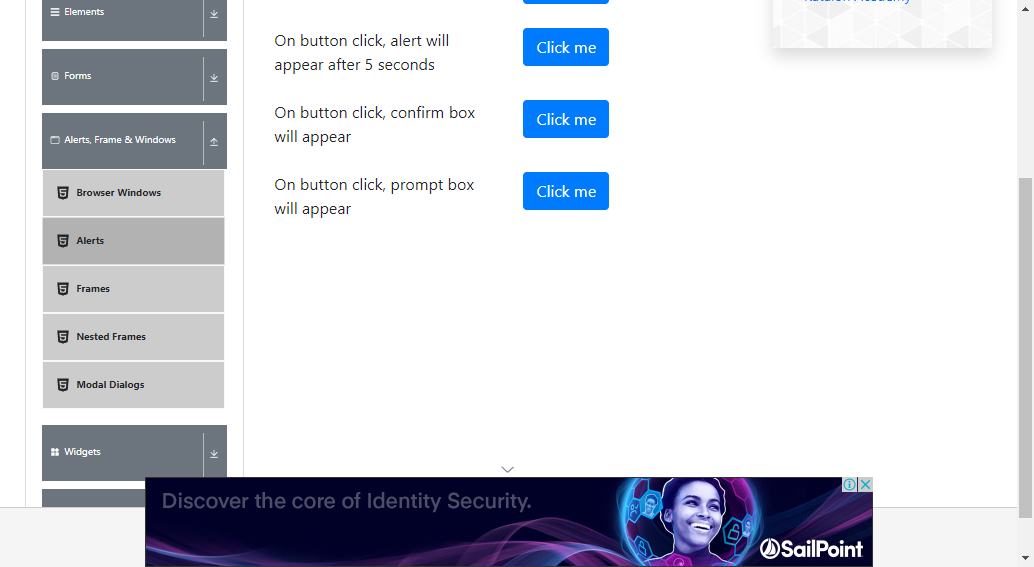 Elements
Forms
Alerts, Frame & Windows
Browser Windows
Alerts
Frames
Nested Frames
Modal Dialogs
Widgets
On button click, alert will
appear after 5 seconds
Click me
On button click, confirm box
will appear
Click me
On button click, prompt box
will appear
Click me
Discover the core of Identity Security.
SailPoint